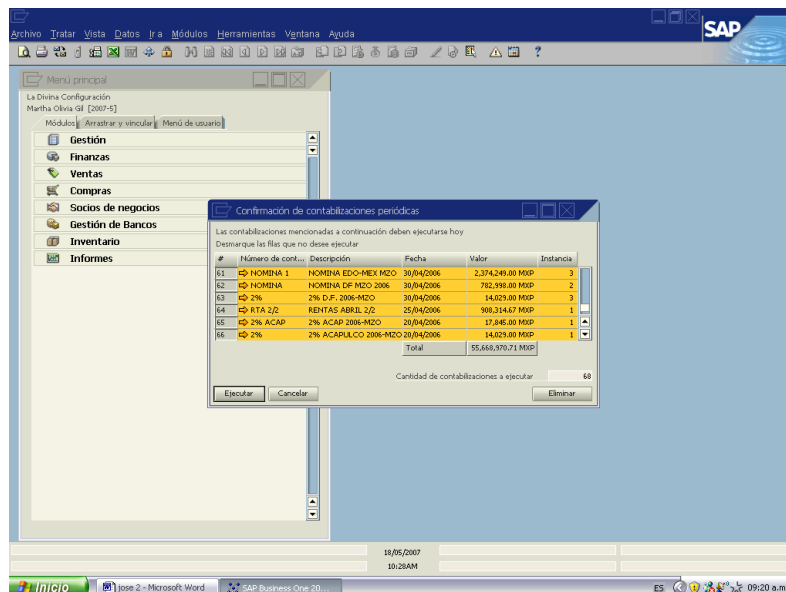 Archivo Tratar Vista Datos Ir a Módulos Herramientas Ventana Ayuda
SAP
Menú principal
La Divina Configuración
Martha Olivia Gil [2007-5]
Módulos Arrastrar y vincular Menú de usuario
Gestión
Finanzas
Ventas
Compras
Socios de negocios
Gestión de Bancos
Inventario
Informes
Confirmación de contabilizaciones periódicas
Las contabilizaciones mencionadas a continuación deben ejecutarse hoy
Desmarque las filas que no desee ejecutar
# Número de cont... Descripción Fecha Valor Instancia
61 NOMINA 1 NOMINA EDO-MEX MZO 30/04/2006 2,374,249.00 MXP 3
62 NOMINA NOMINA DF MZO 2006 30/04/2006 782,998.00 MXP 2
63 2% 2% D.F. 2006-MZO 30/04/2006 14,029.00 MXP 3
64 RTA 2/2 RENTAS ABRIL 2/2 25/04/2006 908,314.67 MXP 1
65 2% ACAP 2% ACAP 2006-MZO 20/04/2006 17,845.00 MXP 1
66 2% 2% ACAPULCO 2006-MZO 20/04/2006 14,029.00 MXP 1
Total 55,668,970.71 MXP
Cantidad de contabilizaciones a ejecutar 68
Ejecutar Cancelar Eliminar
18/05/2007
10:28AM
Inicio jose 2 - Microsoft Word SAP Business One 20... ES 09:20 a.m